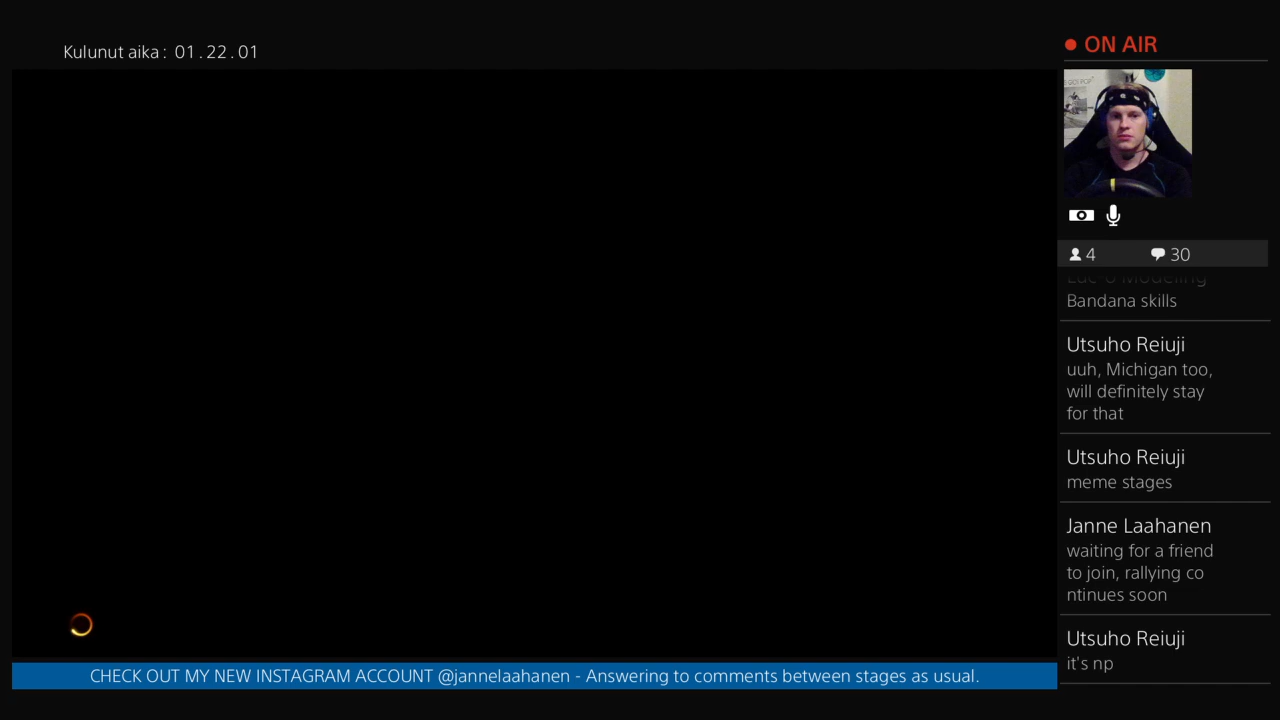 Kulunut aika : 01.22.01
ON AIR
4
30
Bandana skills
Utsuho Reiuji
uuh, Michigan too,
will definitely stay
for that
Utsuho Reiuji
meme stages
Janne Laahanen
waiting for a friend
to join, rallying co
ntinues soon
Utsuho Reiuji
it's np
CHECK OUT MY NEW INSTAGRAM ACCOUNT @jannelaahanen - Answering to comments between stages as usual.